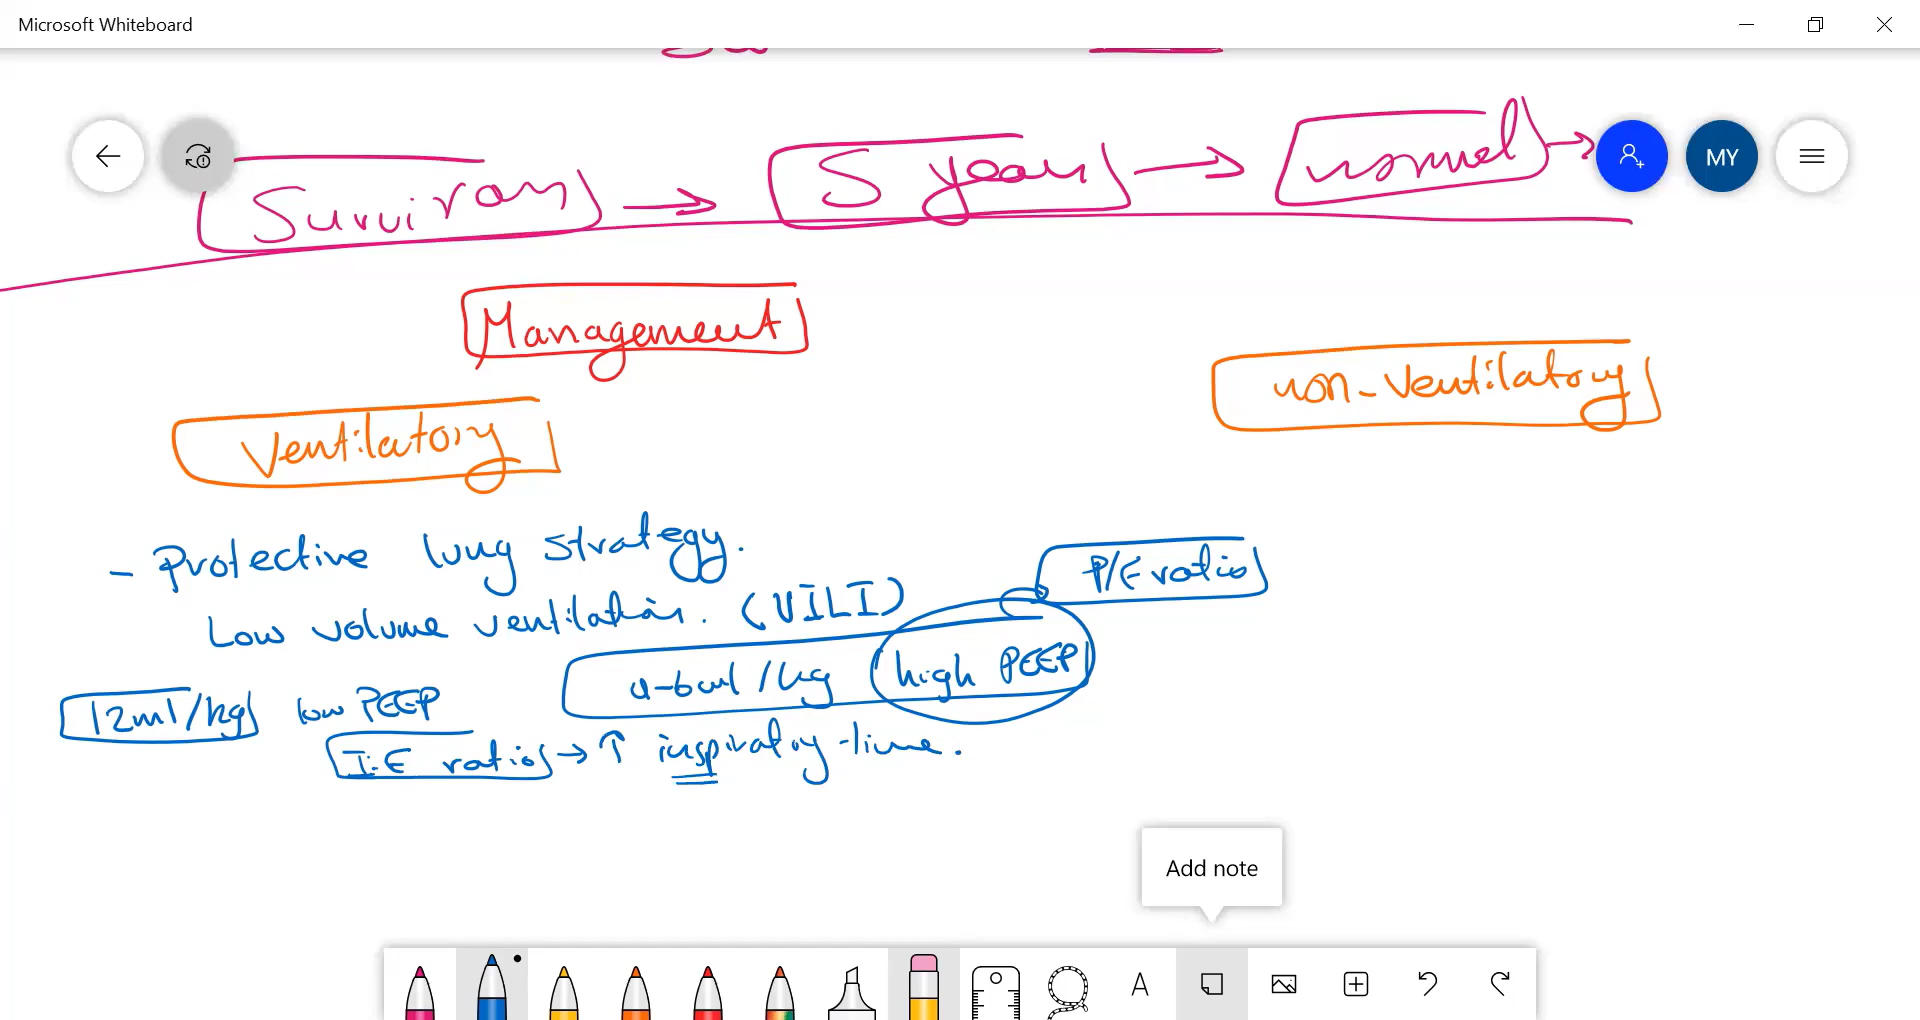 Microsoft Whiteboard
MY
Survivors → 5 years → normal →
Management
non-ventilatory
Ventilatory
- Protective lung strategy.
P/F ratio
Low volume ventilation. (VILI)
4-6ml/kg (high PEEP)
12ml/kg low PEEP
I:E ratio → ↑ inspiratory time.
Add note
A